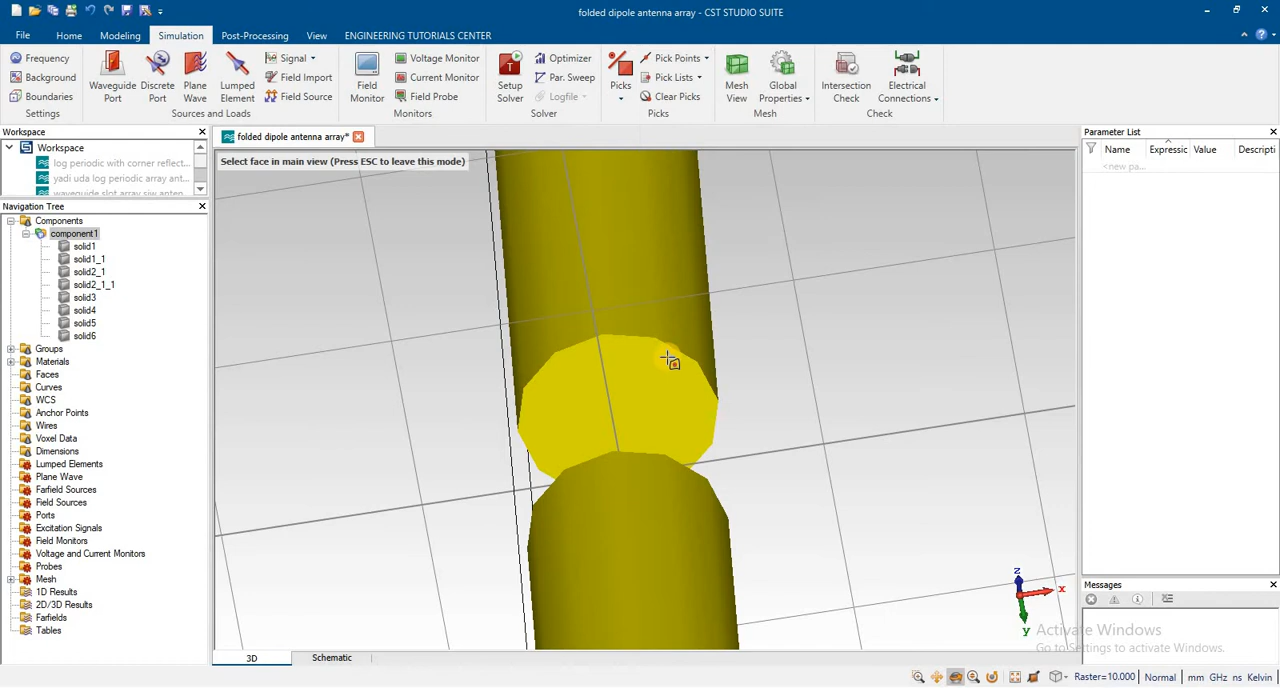 folded dipole antenna array - CST STUDIO SUITE
File Home Modeling Simulation Post-Processing View ENGINEERING TUTORIALS CENTER
Frequency
Background
Boundaries
Settings
Waveguide Port
Discrete Port
Plane Wave
Lumped Element
Signal
Field Import
Field Source
Sources and Loads
Field Monitor
Voltage Monitor
Current Monitor
Field Probe
Monitors
Setup Solver
Optimizer
Par. Sweep
Logfile
Solver
Picks
Pick Points
Pick Lists
Clear Picks
Picks
Mesh View
Global Properties
Mesh
Intersection Check
Electrical Connections
Check
Workspace
Workspace
log periodic with corner reflect...
yadi uda log periodic array ant...
waveguide slot array siw anten...
Navigation Tree
Components
component1
solid1
solid1_1
solid2_1
solid2_1_1
solid3
solid4
solid5
solid6
Groups
Materials
Faces
Curves
WCS
Anchor Points
Wires
Voxel Data
Dimensions
Lumped Elements
Plane Wave
Farfield Sources
Field Sources
Ports
Excitation Signals
Field Monitors
Voltage and Current Monitors
Probes
Mesh
1D Results
2D/3D Results
Farfields
Tables
folded dipole antenna array*
Select face in main view (Press ESC to leave this mode)
z
x
y
3D Schematic
Parameter List
Name Expressic Value Descripti
<new pa...
Messages
Activate Windows
Go to Settings to activate Windows.
Raster=10.000 Normal mm GHz ns Kelvin